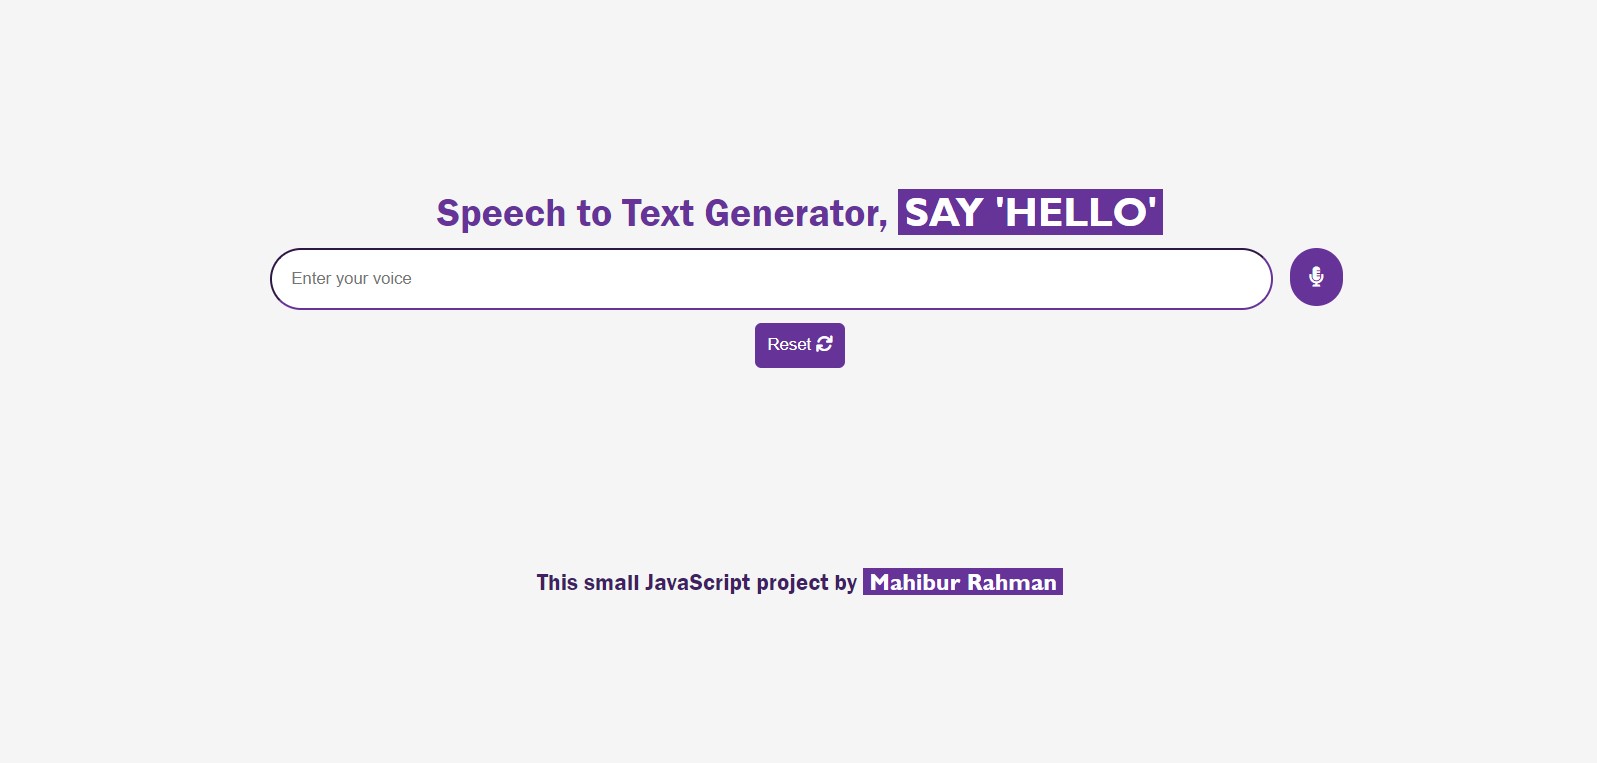 Speech to Text Generator, SAY 'HELLO'
Enter your voice
Reset
This small JavaScript project by Mahibur Rahman